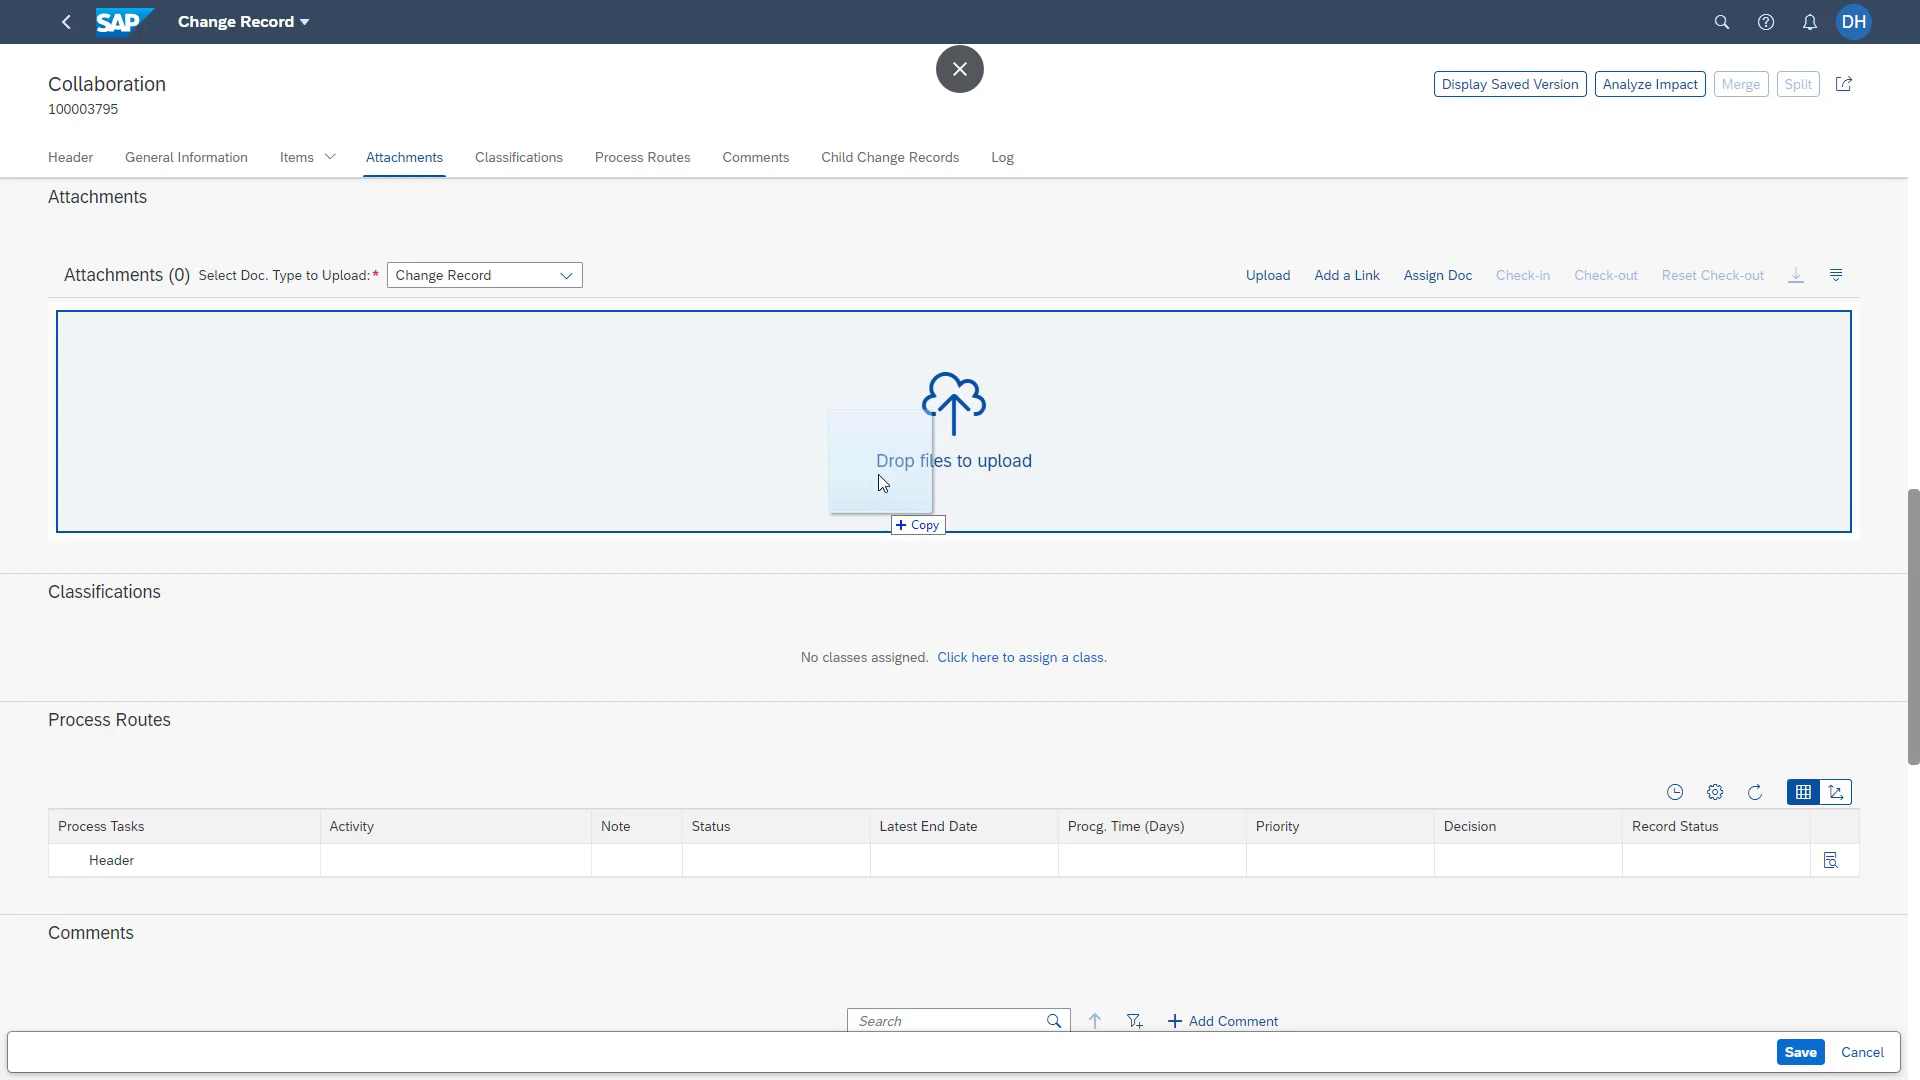 SAP
Change Record
DH
Collaboration
100003795
Display Saved Version
Analyze Impact
Merge
Split
Header
General Information
Items
Attachments
Classifications
Process Routes
Comments
Child Change Records
Log
Attachments
Attachments (0)
Select Doc. Type to Upload:*
Change Record
Upload
Add a Link
Assign Doc
Check-in
Check-out
Reset Check-out
Drop files to upload
+ Copy
Classifications
No classes assigned. Click here to assign a class.
Process Routes
Process Tasks
Activity
Note
Status
Latest End Date
Procg. Time (Days)
Priority
Decision
Record Status
Header
Comments
Search
Add Comment
Save
Cancel